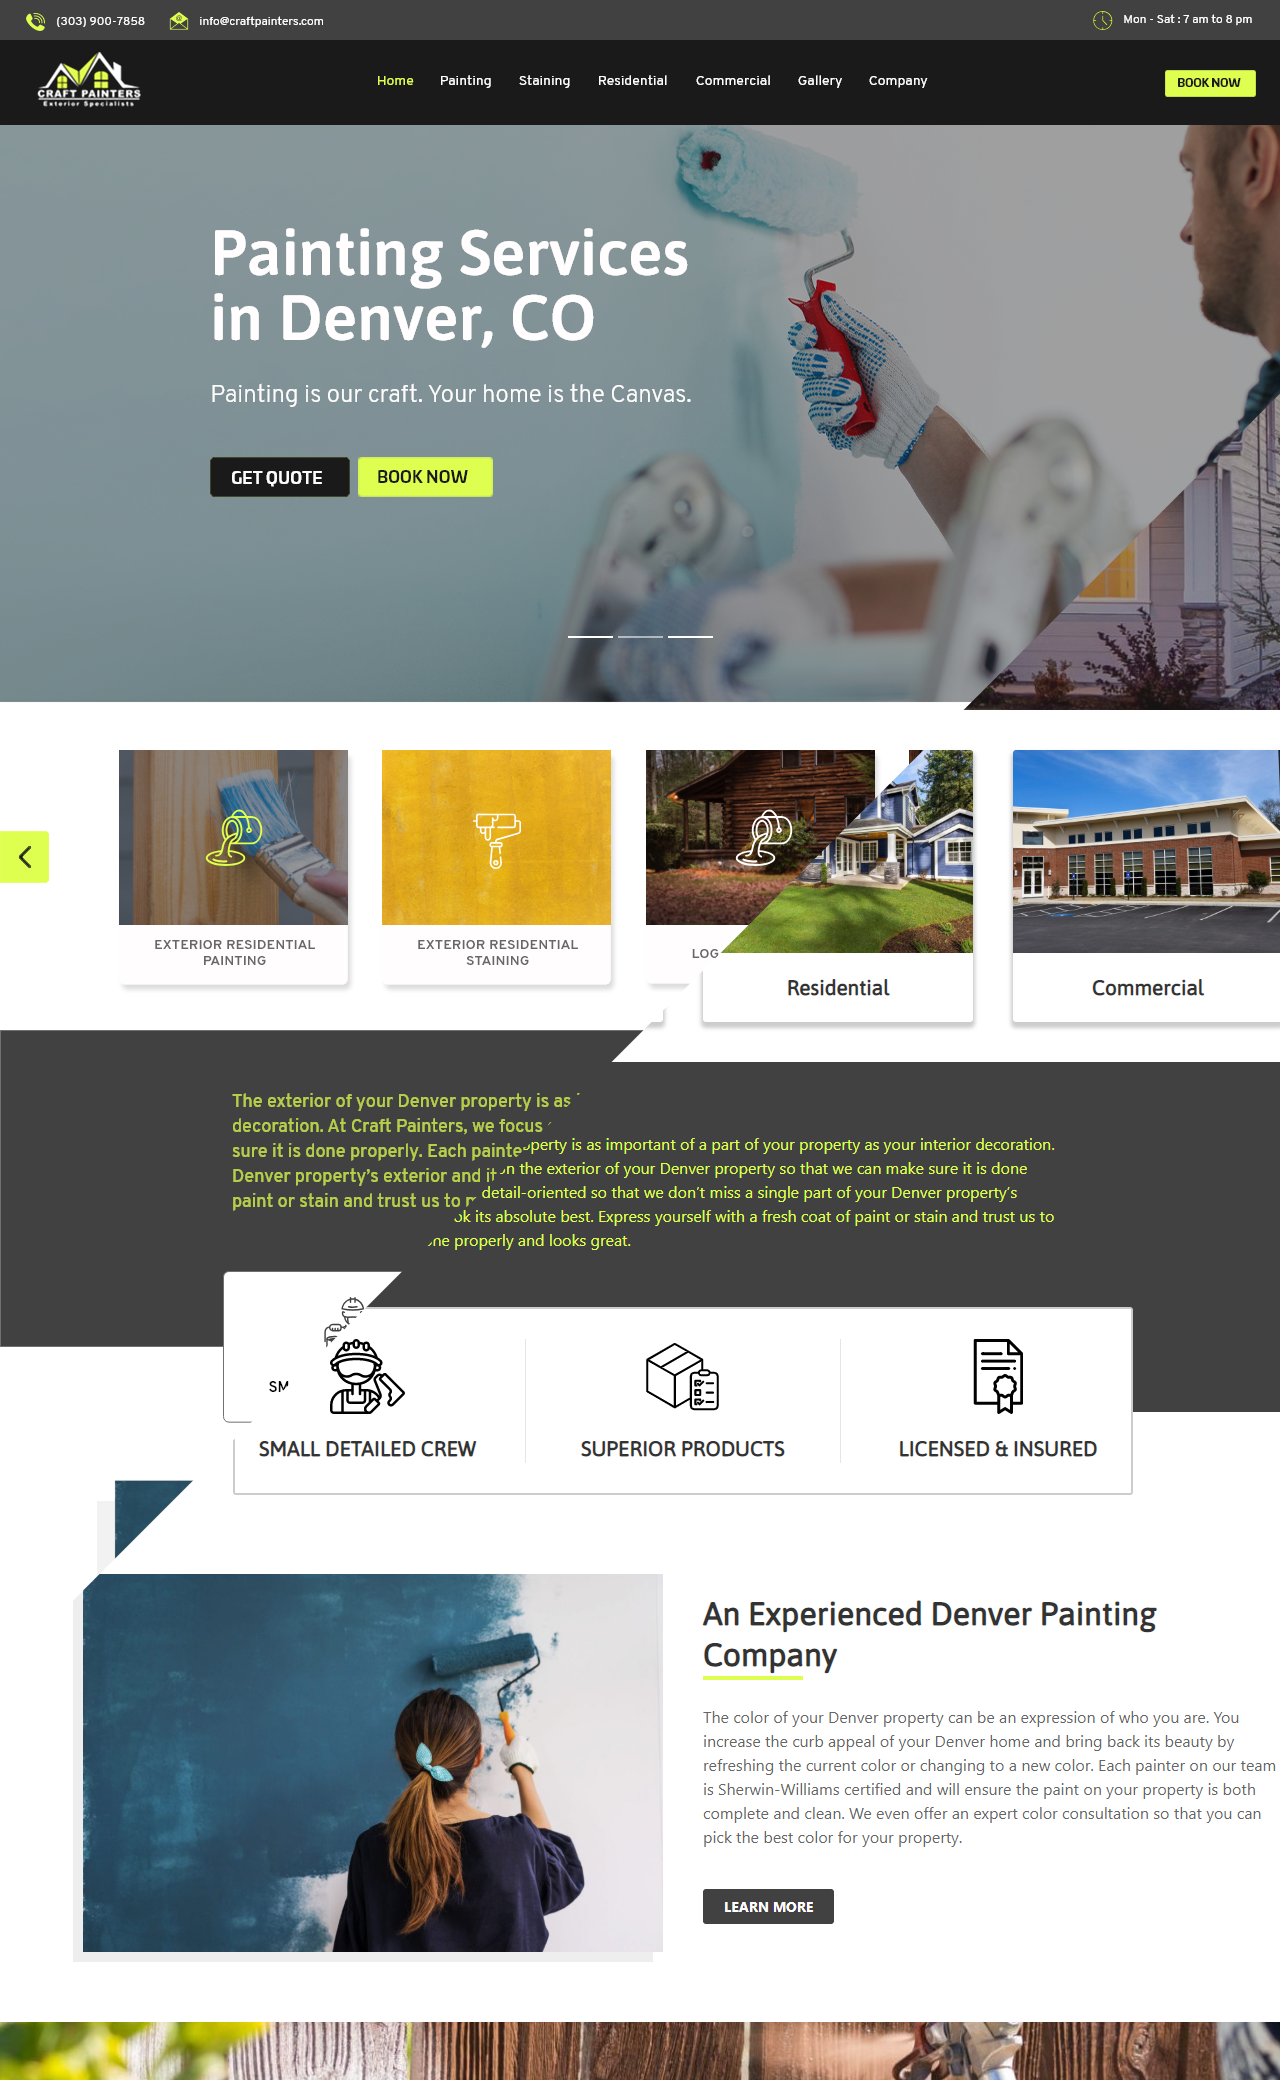 (303) 900-7858
info@craftpainters.com
Mon - Sat : 7 am to 8 pm
CRAFT PAINTERS
Exterior Specialists
Home
Painting
Staining
Residential
Commercial
Gallery
Company
BOOK NOW
Painting Services
in Denver, CO
Painting is our craft. Your home is the Canvas.
GET QUOTE
BOOK NOW
EXTERIOR RESIDENTIAL
PAINTING
EXTERIOR RESIDENTIAL
STAINING
LOG
Residential
Commercial
The exterior of your Denver property is as
decoration. At Craft Painters, we focus
sure it is done properly. Each painte
Denver property's exterior and it
paint or stain and trust us to
perty is as important of a part of your property as your interior decoration.
n the exterior of your Denver property so that we can make sure it is done
detail-oriented so that we don't miss a single part of your Denver property's
ok its absolute best. Express yourself with a fresh coat of paint or stain and trust us to
ne properly and looks great.
SM
SMALL DETAILED CREW
SUPERIOR PRODUCTS
LICENSED & INSURED
An Experienced Denver Painting
Company
The color of your Denver property can be an expression of who you are. You
increase the curb appeal of your Denver home and bring back its beauty by
refreshing the current color or changing to a new color. Each painter on our team
is Sherwin-Williams certified and will ensure the paint on your property is both
complete and clean. We even offer an expert color consultation so that you can
pick the best color for your property.
LEARN MORE